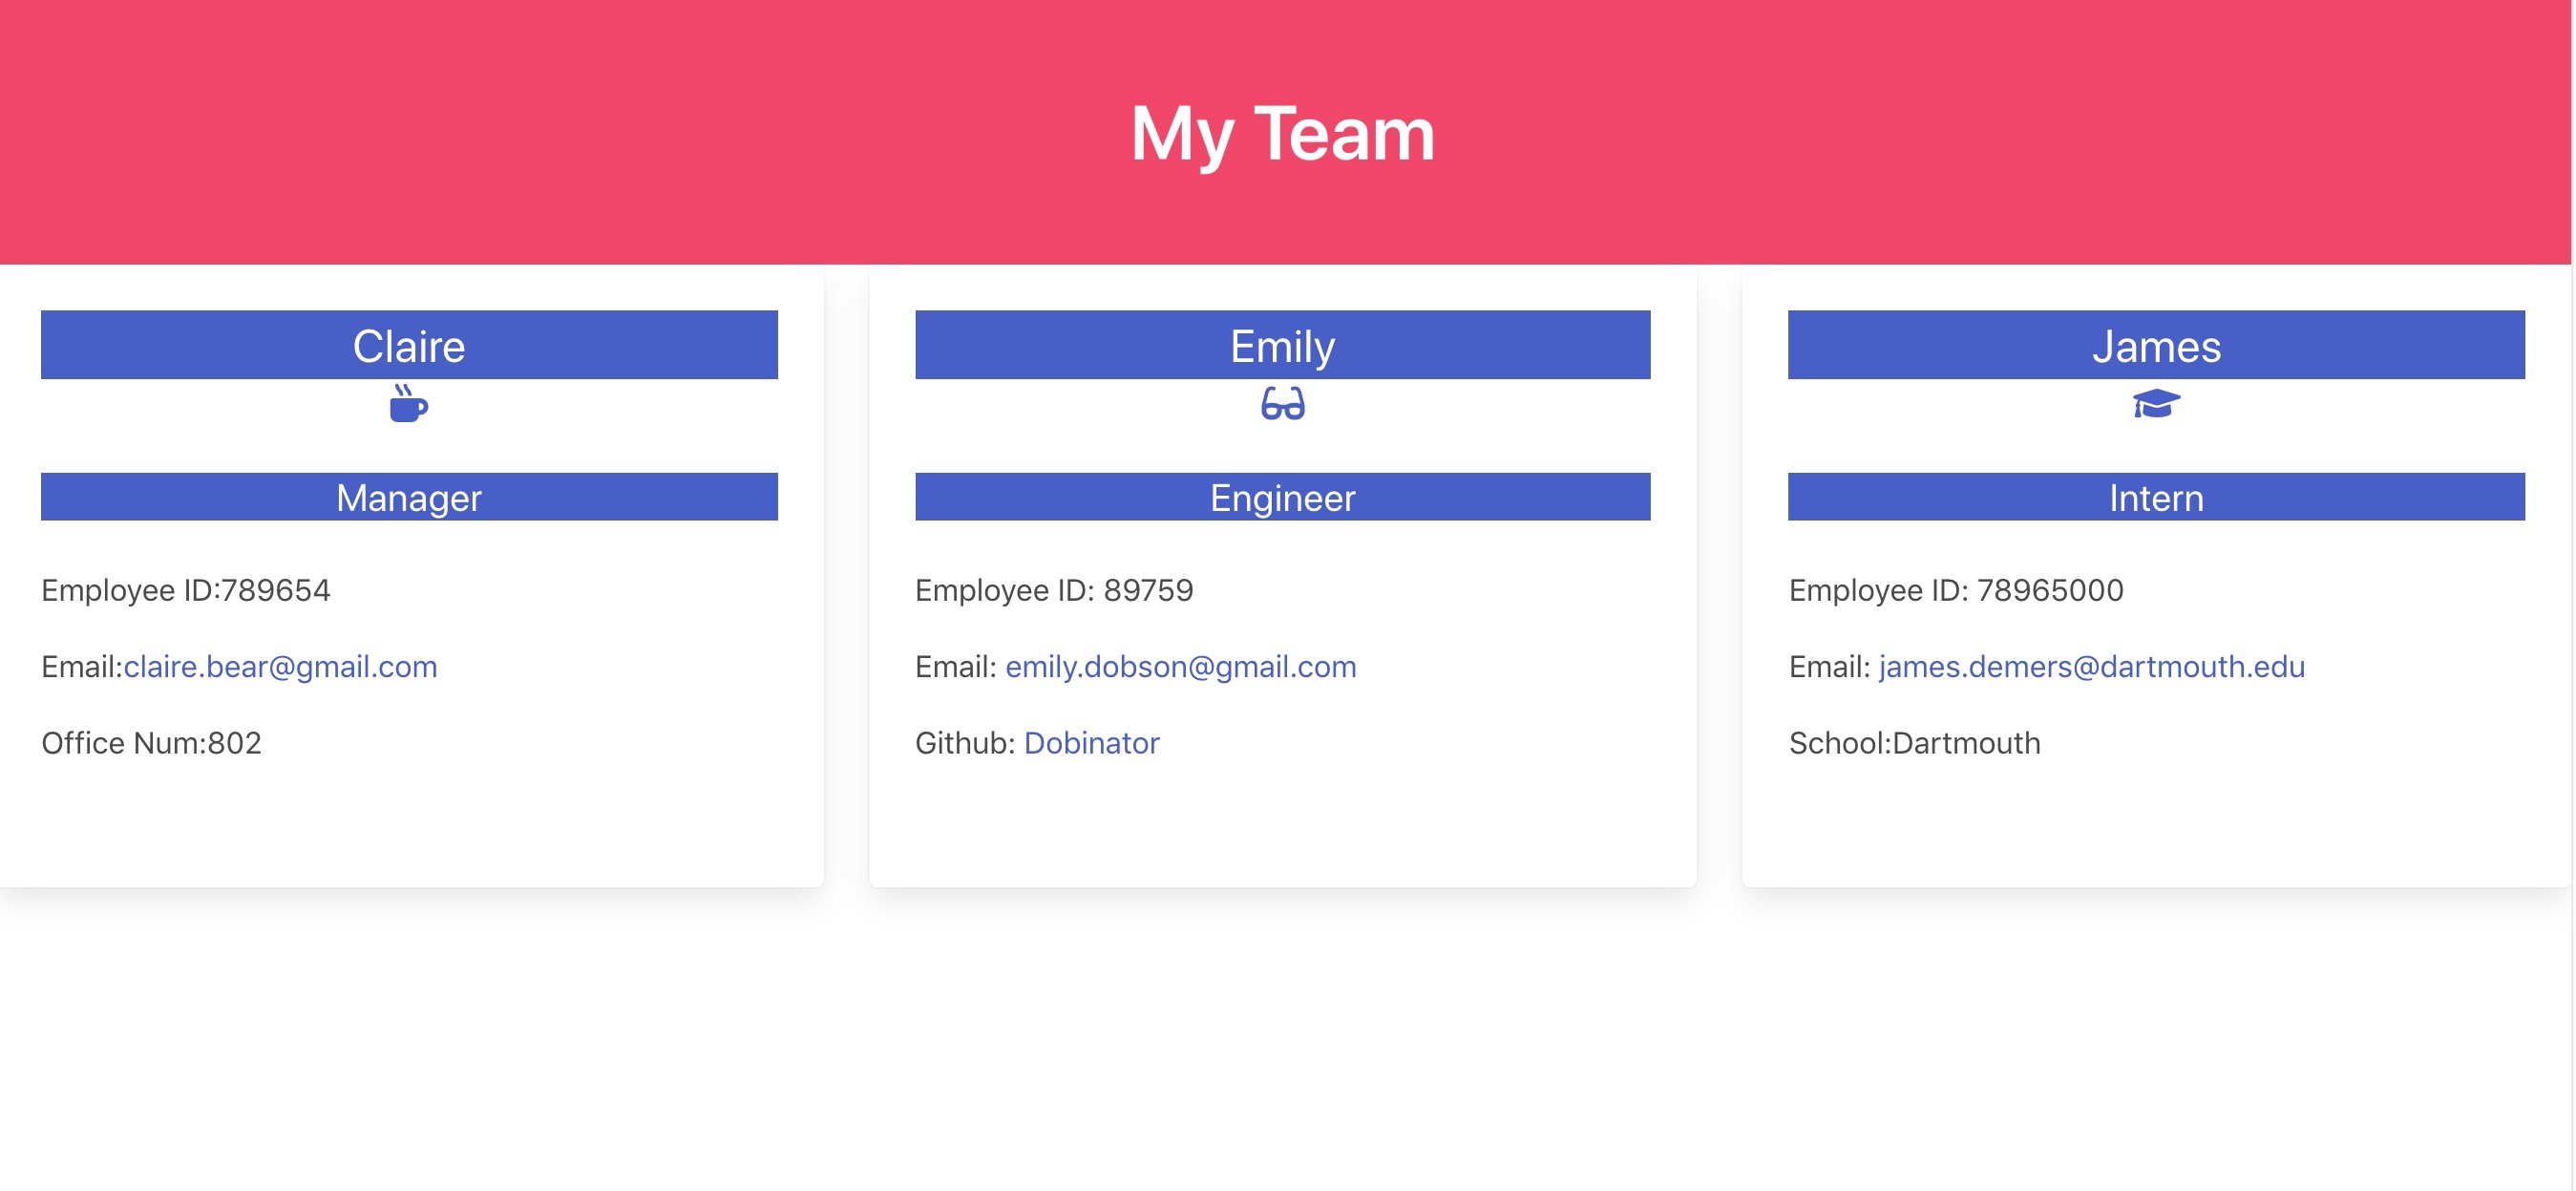 My Team
Claire
Manager
Employee ID:789654
Email:claire.bear@gmail.com
Office Num:802
Emily
Engineer
Employee ID: 89759
Email: emily.dobson@gmail.com
Github: Dobinator
James
Intern
Employee ID: 78965000
Email: james.demers@dartmouth.edu
School:Dartmouth